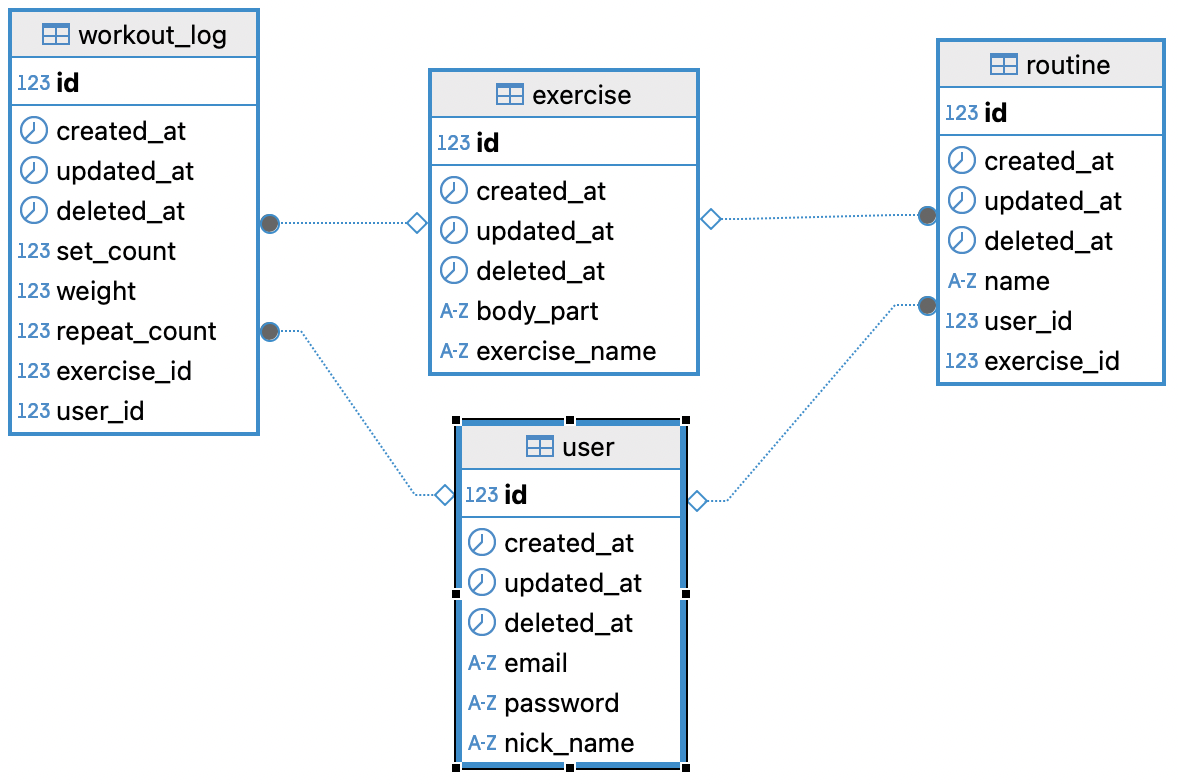 workout_log
123 id
created_at
updated_at
deleted_at
123 set_count
123 weight
123 repeat_count
123 exercise_id
123 user_id
exercise
123 id
created_at
updated_at
deleted_at
A-Z body_part
A-Z exercise_name
routine
123 id
created_at
updated_at
deleted_at
A-Z name
123 user_id
123 exercise_id
user
123 id
created_at
updated_at
deleted_at
A-Z email
A-Z password
A-Z nick_name